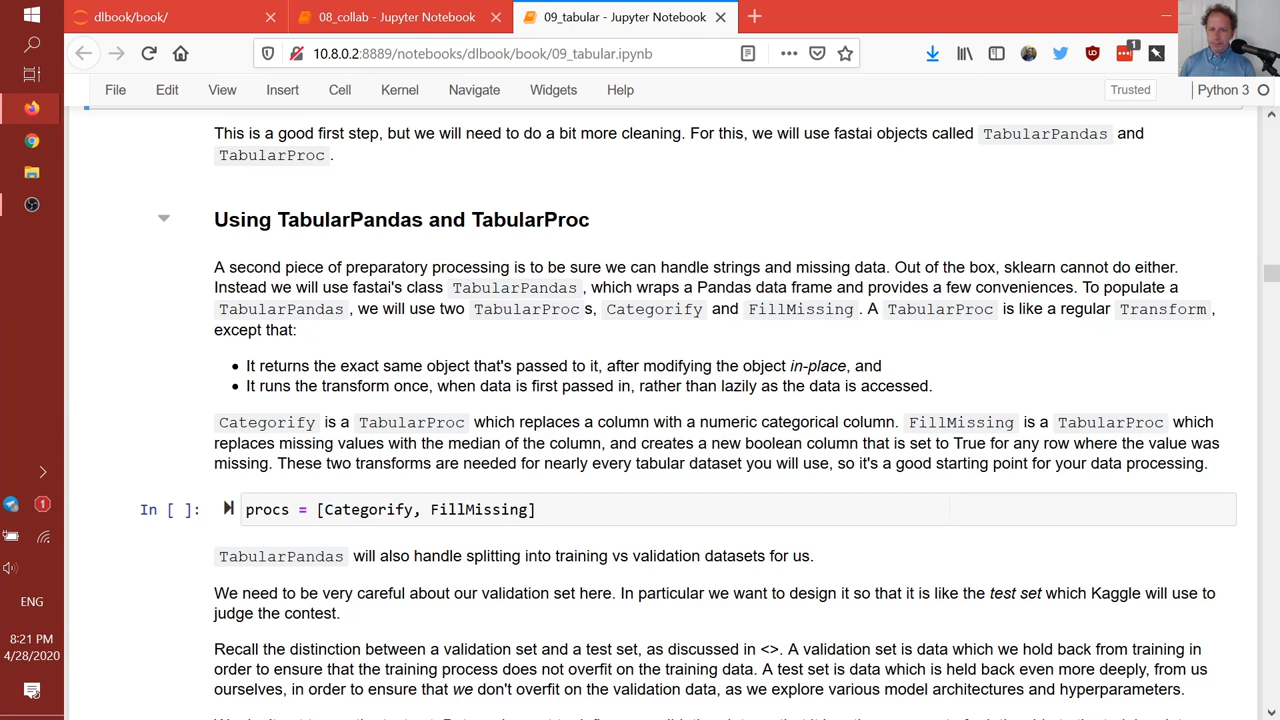 dlbook/book/
08_collab - Jupyter Notebook
09_tabular - Jupyter Notebook
10.8.0.2:8889/notebooks/dlbook/book/09_tabular.ipynb
1
File Edit View Insert Cell Kernel Navigate Widgets Help
Trusted
Python 3
This is a good first step, but we will need to do a bit more cleaning. For this, we will use fastai objects called TabularPandas and
TabularProc.
Using TabularPandas and TabularProc
A second piece of preparatory processing is to be sure we can handle strings and missing data. Out of the box, sklearn cannot do either.
Instead we will use fastai's class TabularPandas, which wraps a Pandas data frame and provides a few conveniences. To populate a
TabularPandas, we will use two TabularProcs, Categorify and FillMissing. A TabularProc is like a regular Transform,
except that:
• It returns the exact same object that's passed to it, after modifying the object in-place, and
• It runs the transform once, when data is first passed in, rather than lazily as the data is accessed.
Categorify is a TabularProc which replaces a column with a numeric categorical column. FillMissing is a TabularProc which
replaces missing values with the median of the column, and creates a new boolean column that is set to True for any row where the value was
missing. These two transforms are needed for nearly every tabular dataset you will use, so it's a good starting point for your data processing.
In [ ]: procs = [Categorify, FillMissing]
TabularPandas will also handle splitting into training vs validation datasets for us.
We need to be very careful about our validation set here. In particular we want to design it so that it is like the test set which Kaggle will use to
judge the contest.
Recall the distinction between a validation set and a test set, as discussed in <>. A validation set is data which we hold back from training in
order to ensure that the training process does not overfit on the training data. A test set is data which is held back even more deeply, from us
ourselves, in order to ensure that we don't overfit on the validation data, as we explore various model architectures and hyperparameters.
1
ENG
8:21 PM
4/28/2020